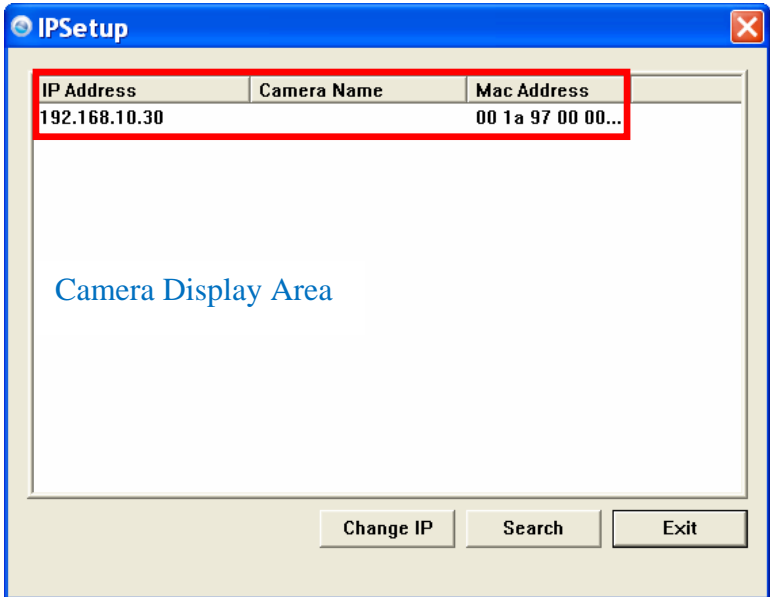 IPSetup
IP Address Camera Name Mac Address
192.168.10.30 00 1a 97 00 00...
Camera Display Area
Change IP Search Exit